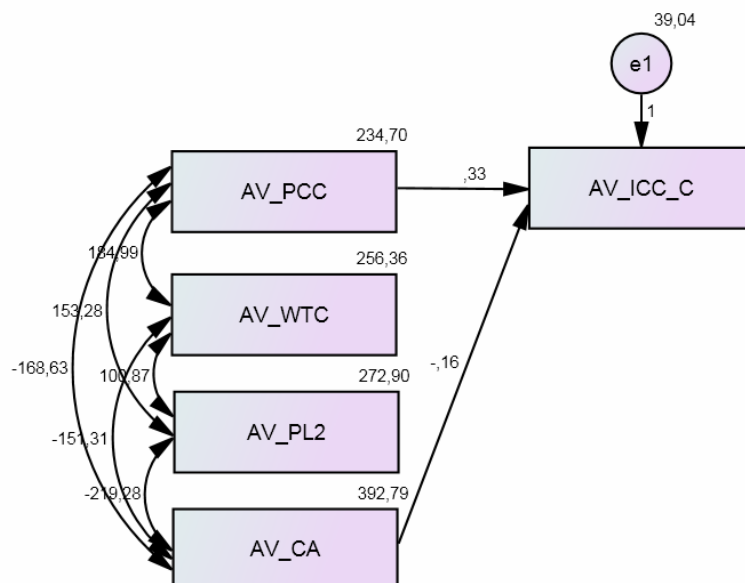 39,04
e1
1
234,70
AV_PCC
,33
AV_ICC_C
184,99
256,36
AV_WTC
153,28
-168,63
100,87
-,16
272,90
AV_PL2
-151,31
-219,28
392,79
AV_CA